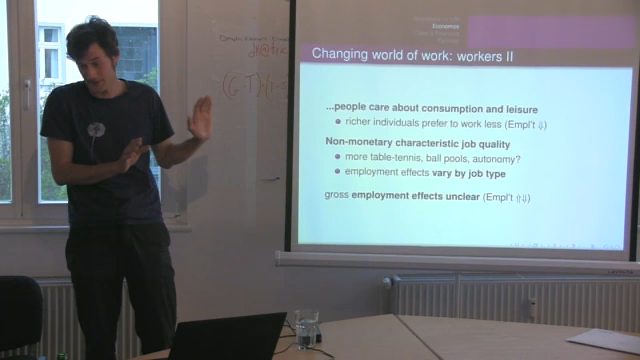 Economics
Changing world of work: workers II
...people care about consumption and leisure
richer individuals prefer to work less (Empl't ⇓)
Non-monetary characteristic job quality
more table-tennis, ball pools, autonomy?
employment effects vary by job type
gross employment effects unclear (Empl't ⇑⇓)